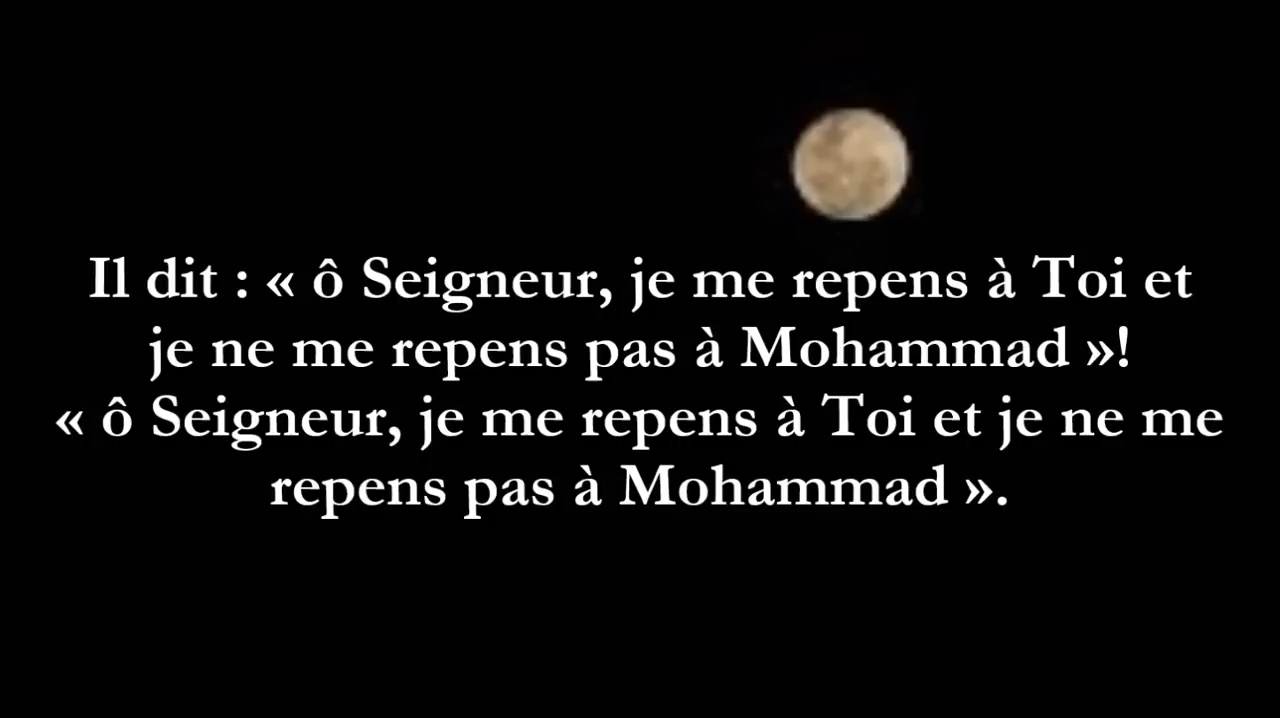 Il dit : « ô Seigneur, je me repens à Toi et
je ne me repens pas à Mohammad »!
« ô Seigneur, je me repens à Toi et je ne me
repens pas à Mohammad ».